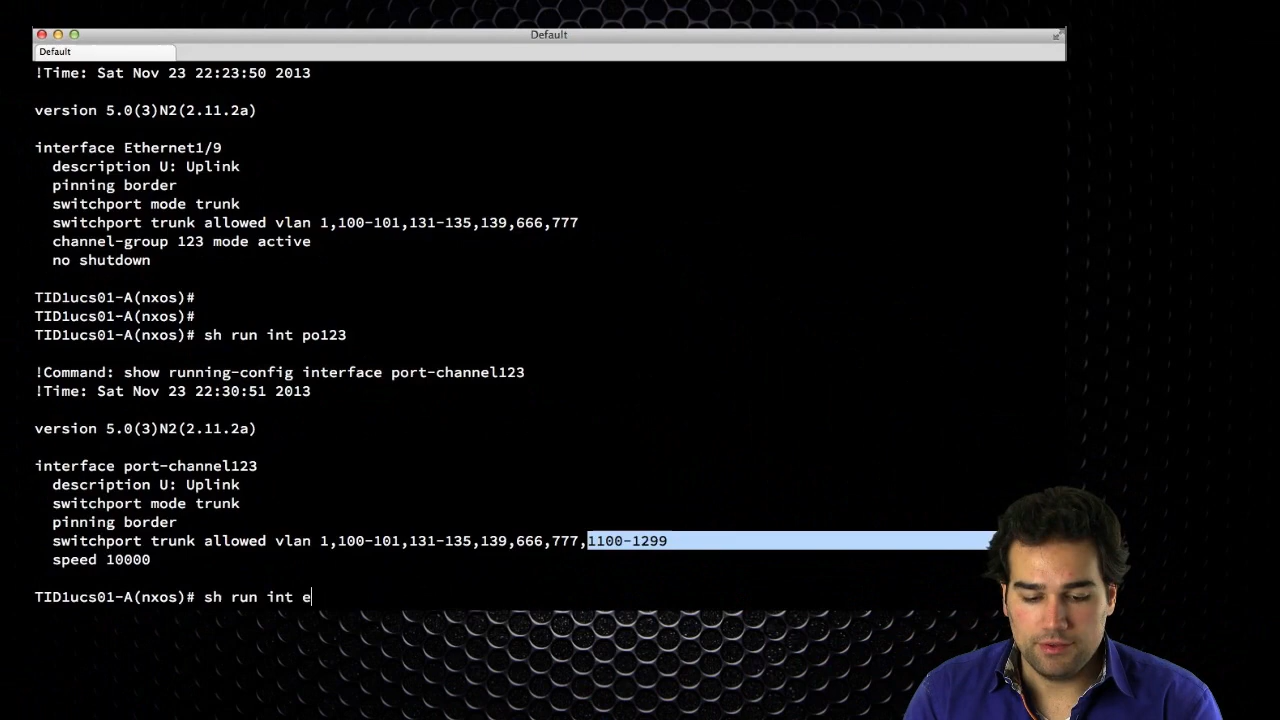 Default
Default
!Time: Sat Nov 23 22:23:50 2013
version 5.0(3)N2(2.11.2a)
interface Ethernet1/9
description U: Uplink
pinning border
switchport mode trunk
switchport trunk allowed vlan 1,100-101,131-135,139,666,777
channel-group 123 mode active
no shutdown
TID1ucs01-A(nxos)#
TID1ucs01-A(nxos)#
TID1ucs01-A(nxos)# sh run int po123
!Command: show running-config interface port-channel123
!Time: Sat Nov 23 22:30:51 2013
version 5.0(3)N2(2.11.2a)
interface port-channel123
description U: Uplink
switchport mode trunk
pinning border
switchport trunk allowed vlan 1,100-101,131-135,139,666,777,1100-1299
speed 10000
TID1ucs01-A(nxos)# sh run int e